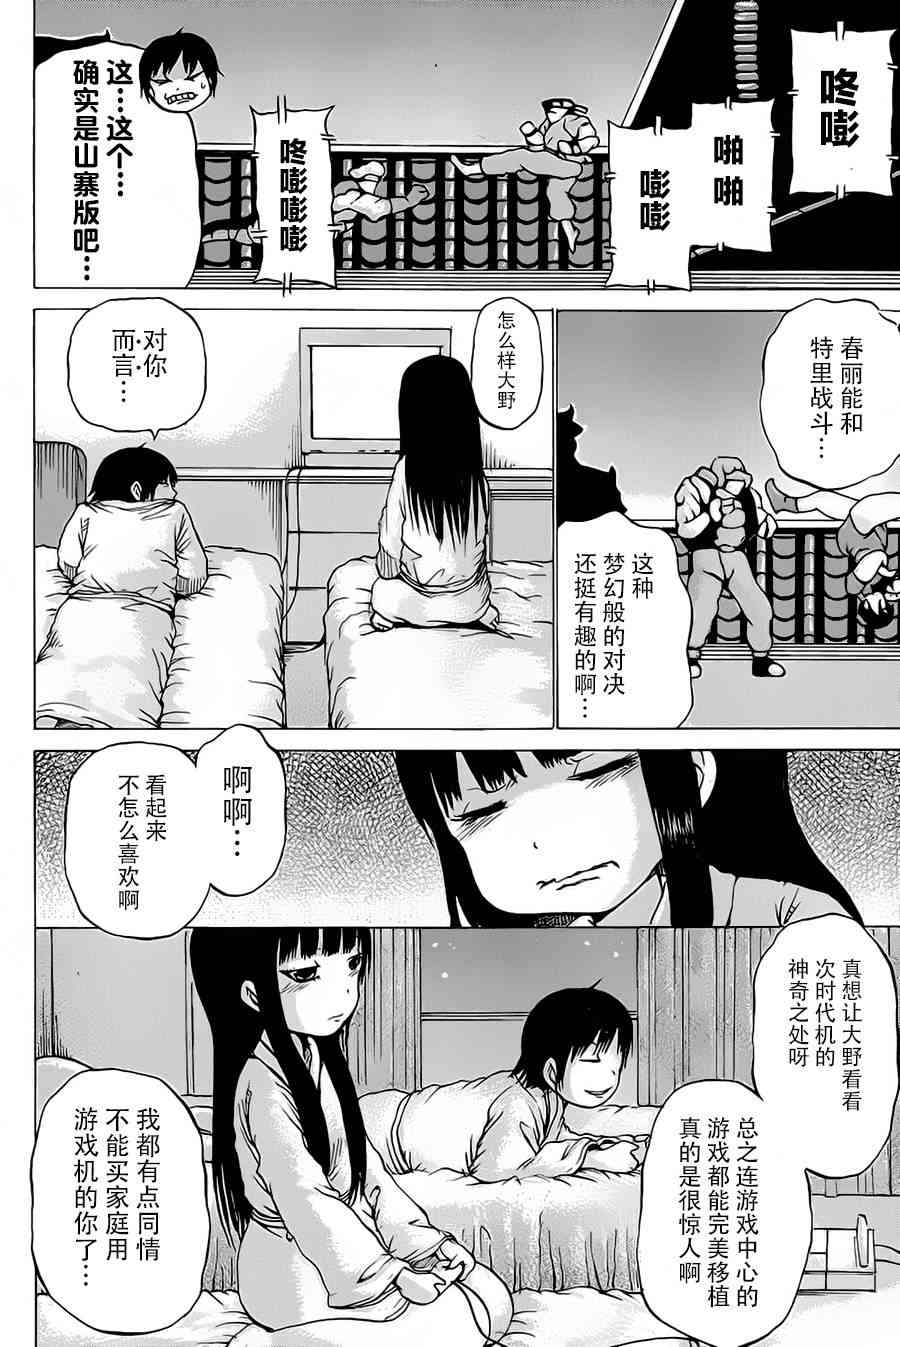 咚嘭
啪啪
嘭嘭
咚嘭嘭
这…这个…
确实是山寨版吧…
春丽能和
特里战斗…
这种
梦幻般的对决
还挺有趣的啊…
怎么样大野
对你
而言…
啊啊…
看起来
不怎么喜欢啊
真想让大野看看
次时代机的
神奇之处呀
总之连游戏中心的
游戏都能完美移植
真的是很惊人啊
我都有点同情
不能买家庭用
游戏机的你了…